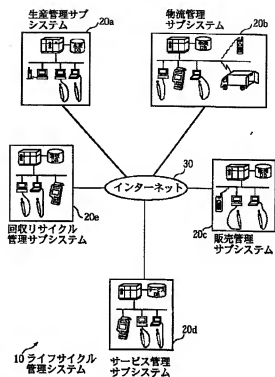 生産管理サブ
システム
20a
物流管理
サブシステム
20b
30
インターネット
回収リサイクル
管理サブシステム
20e
20c
販売管理
サブシステム
20d
10 ライフサイクル
管理システム
サービス管理
サブシステム